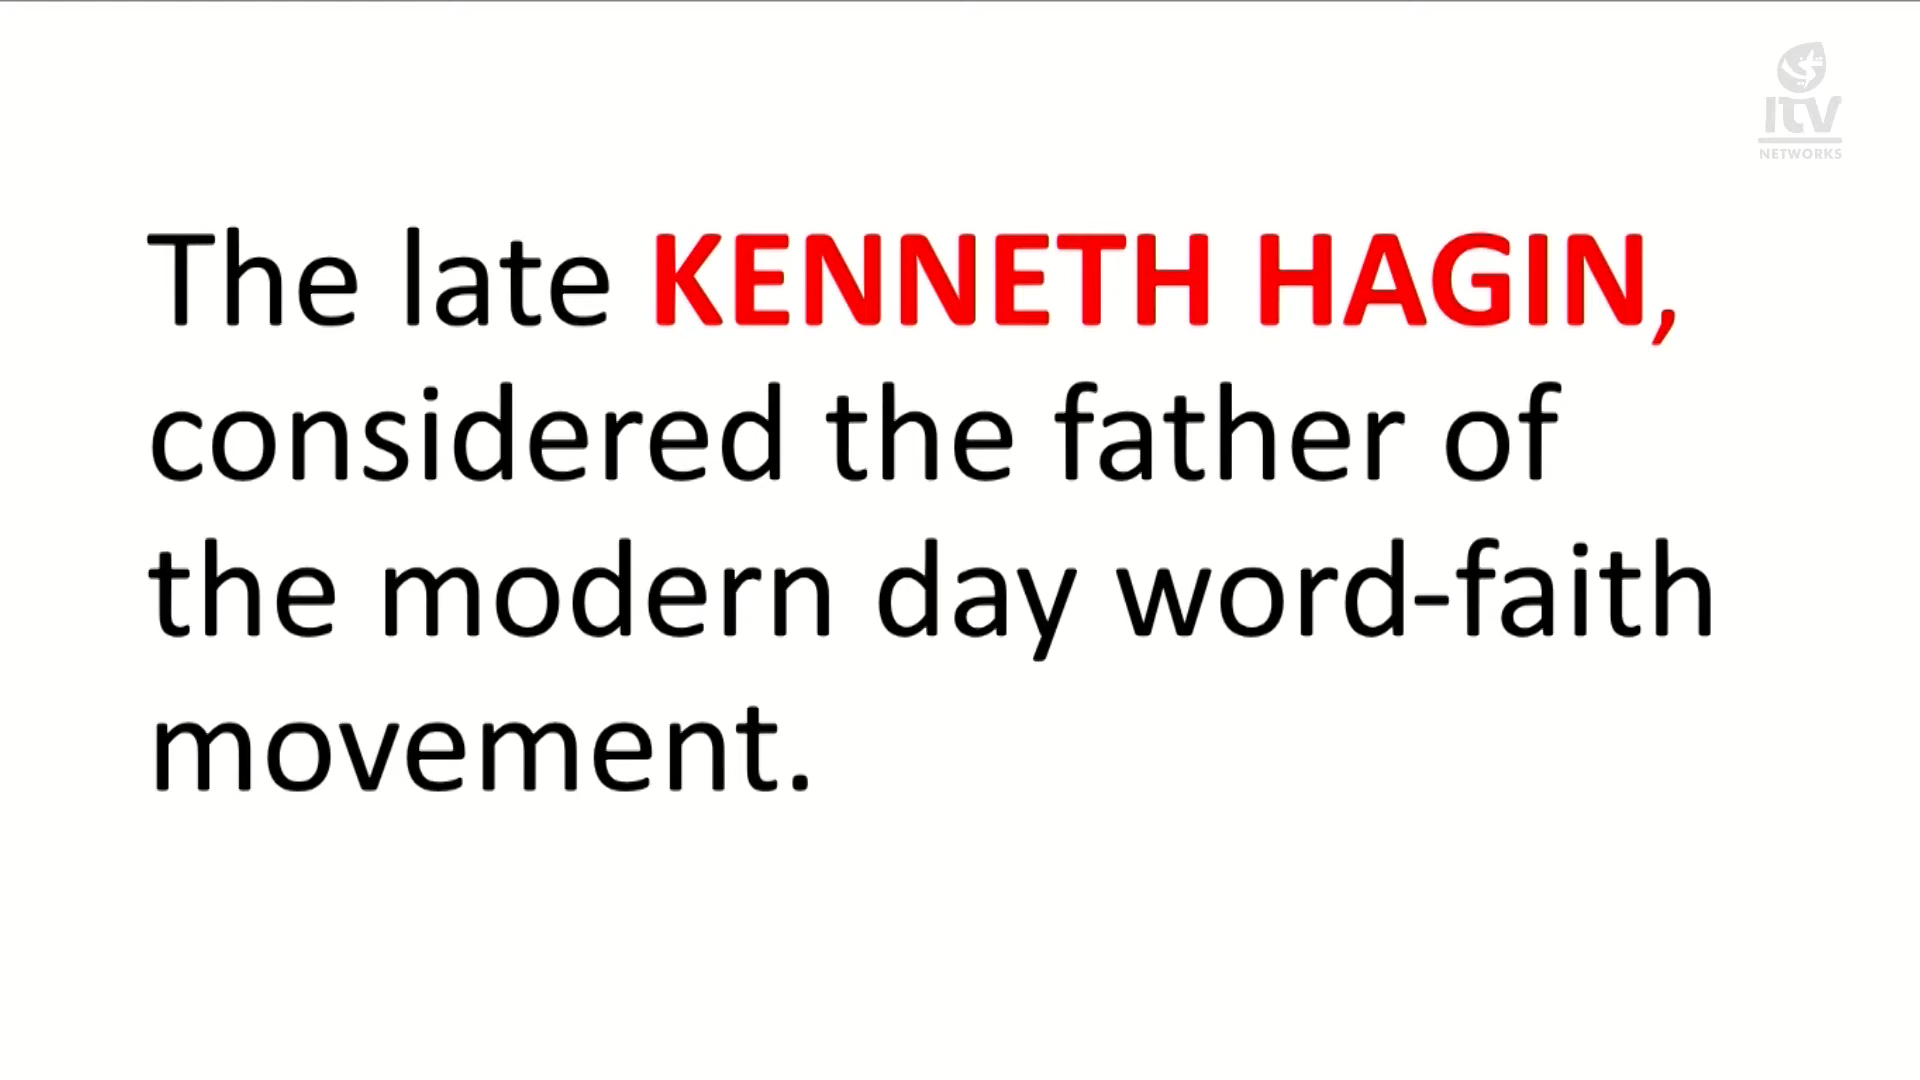 ITV
NETWORKS
The late KENNETH HAGIN,
considered the father of
the modern day word-faith
movement.